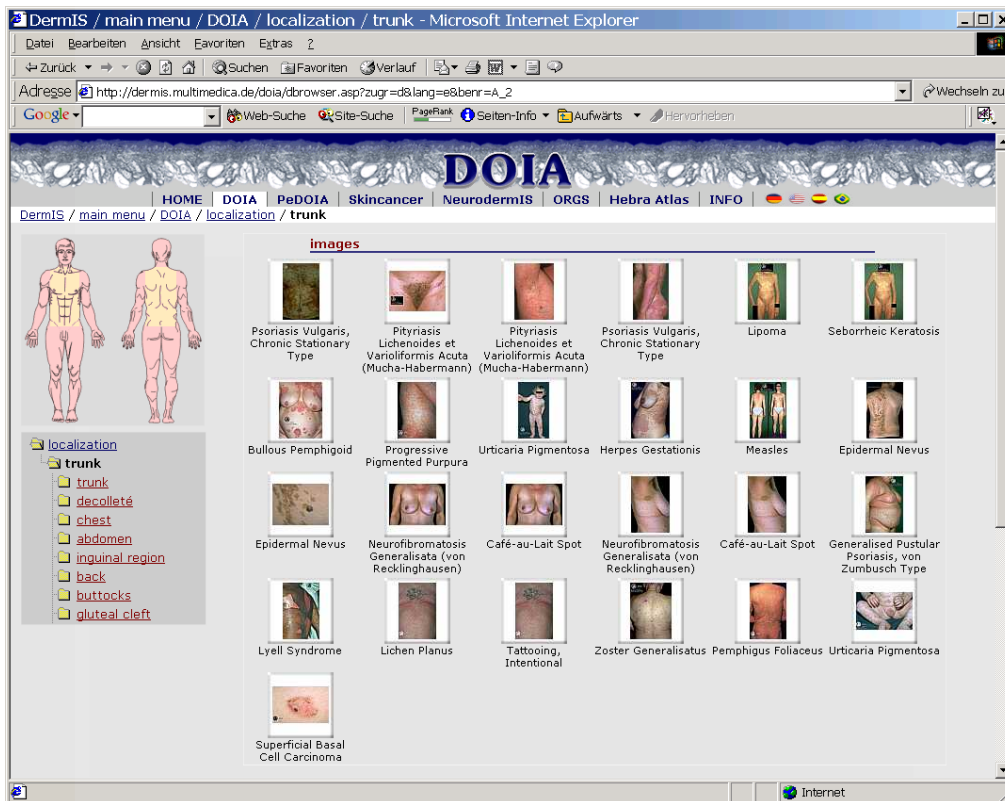 DermIS / main menu / DOIA / localization / trunk - Microsoft Internet Explorer
Datei Bearbeiten Ansicht Favoriten Extras ?
Zurück Suchen Favoriten Verlauf
Adresse http://dermis.multimedica.de/doia/dbrowser.asp?zugr=d&lang=e&benr=A_2 Wechseln zu
Google Web-Suche Site-Suche PageRank Seiten-Info Aufwärts Hervorheben
DOIA
HOME | DOIA | PeDOIA | Skincancer | NeurodermIS | ORGS | Hebra Atlas | INFO |
DermIS / main menu / DOIA / localization / trunk
images
Psoriasis Vulgaris, Chronic Stationary Type
Pityriasis Lichenoides et Varioliformis Acuta (Mucha-Habermann)
Pityriasis Lichenoides et Varioliformis Acuta (Mucha-Habermann)
Psoriasis Vulgaris, Chronic Stationary Type
Lipoma
Seborrheic Keratosis
Bullous Pemphigoid
Progressive Pigmented Purpura
Urticaria Pigmentosa
Herpes Gestationis
Measles
Epidermal Nevus
Epidermal Nevus
Neurofibromatosis Generalisata (von Recklinghausen)
Café-au-Lait Spot
Neurofibromatosis Generalisata (von Recklinghausen)
Café-au-Lait Spot
Generalised Pustular Psoriasis, von Zumbusch Type
Lyell Syndrome
Lichen Planus
Tattooing, Intentional
Zoster Generalisatus
Pemphigus Foliaceus
Urticaria Pigmentosa
Superficial Basal Cell Carcinoma
localization
trunk
trunk
decolleté
chest
abdomen
inguinal region
back
buttocks
gluteal cleft
Internet